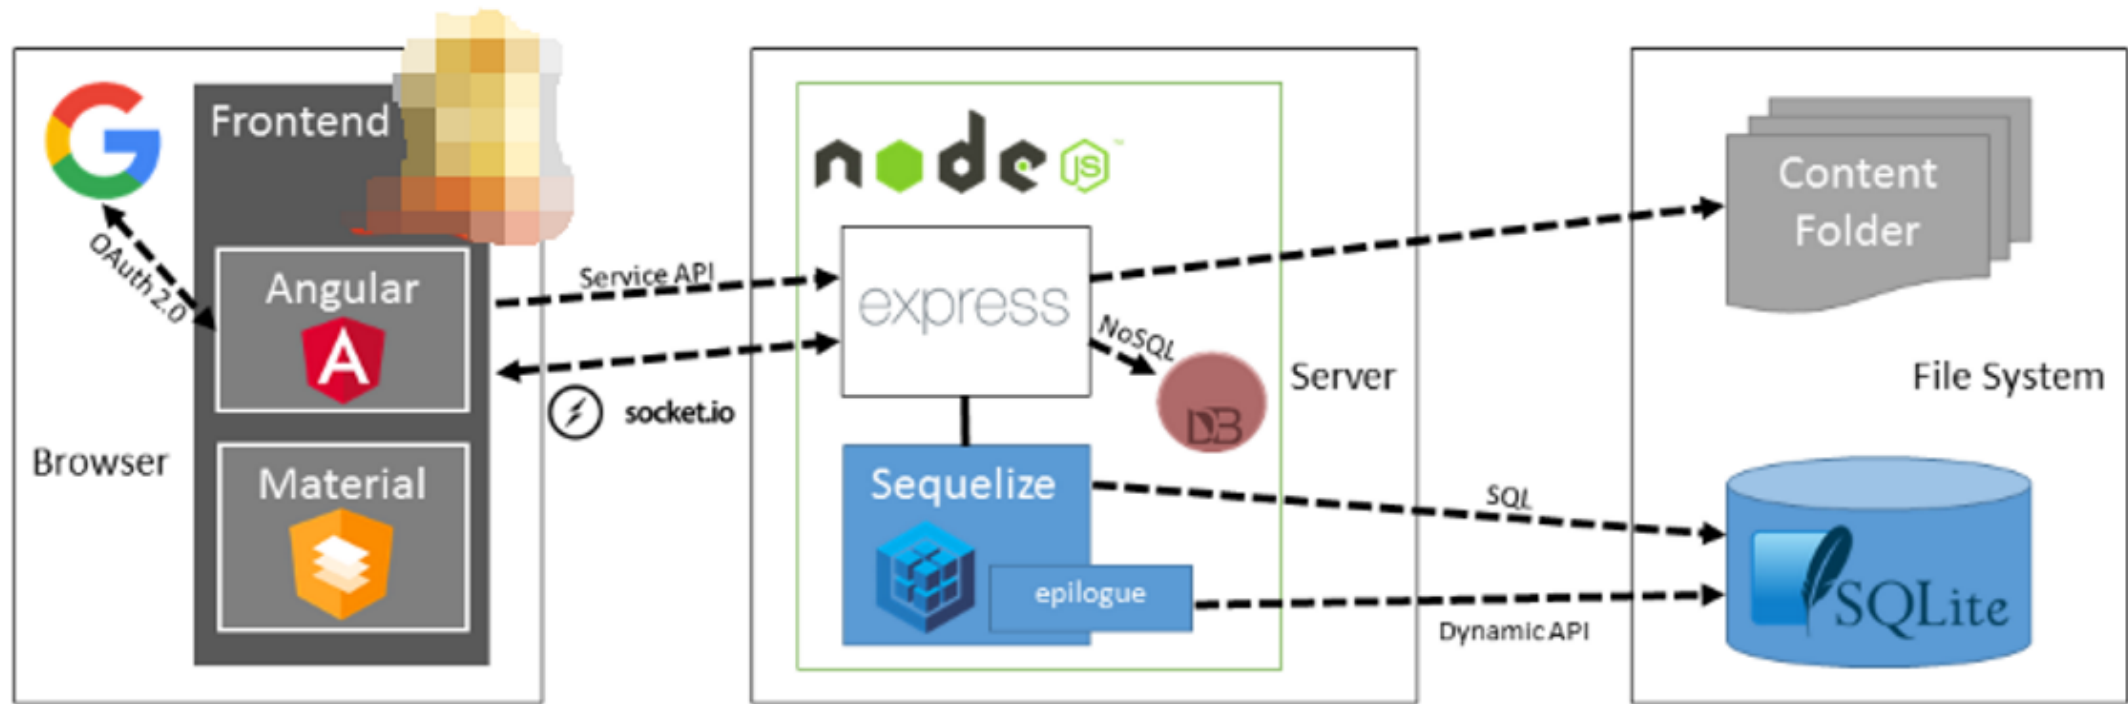 Frontend
OAuth 2.0
Angular
A
Material
Browser
Service API
socket.io
node
JS
™
express
NoSQL
DB
Server
Sequelize
epilogue
SQL
Dynamic API
Content
Folder
File System
SQLite